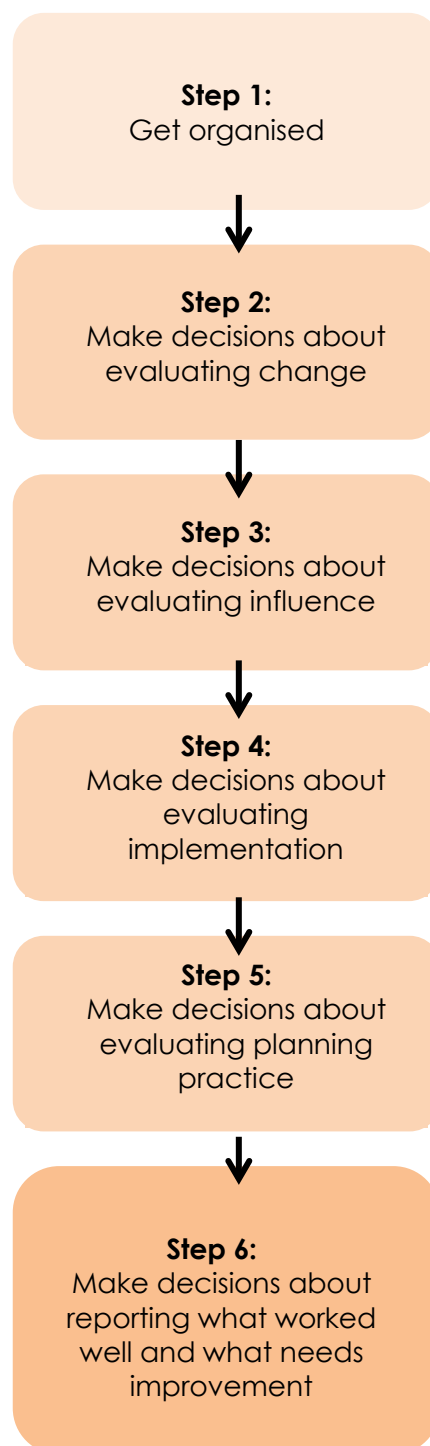 Step 1:
Get organised
Step 2:
Make decisions about
evaluating change
Step 3:
Make decisions about
evaluating influence
Step 4:
Make decisions about
evaluating
implementation
Step 5:
Make decisions about
evaluating planning
practice
Step 6:
Make decisions about
reporting what worked
well and what needs
improvement